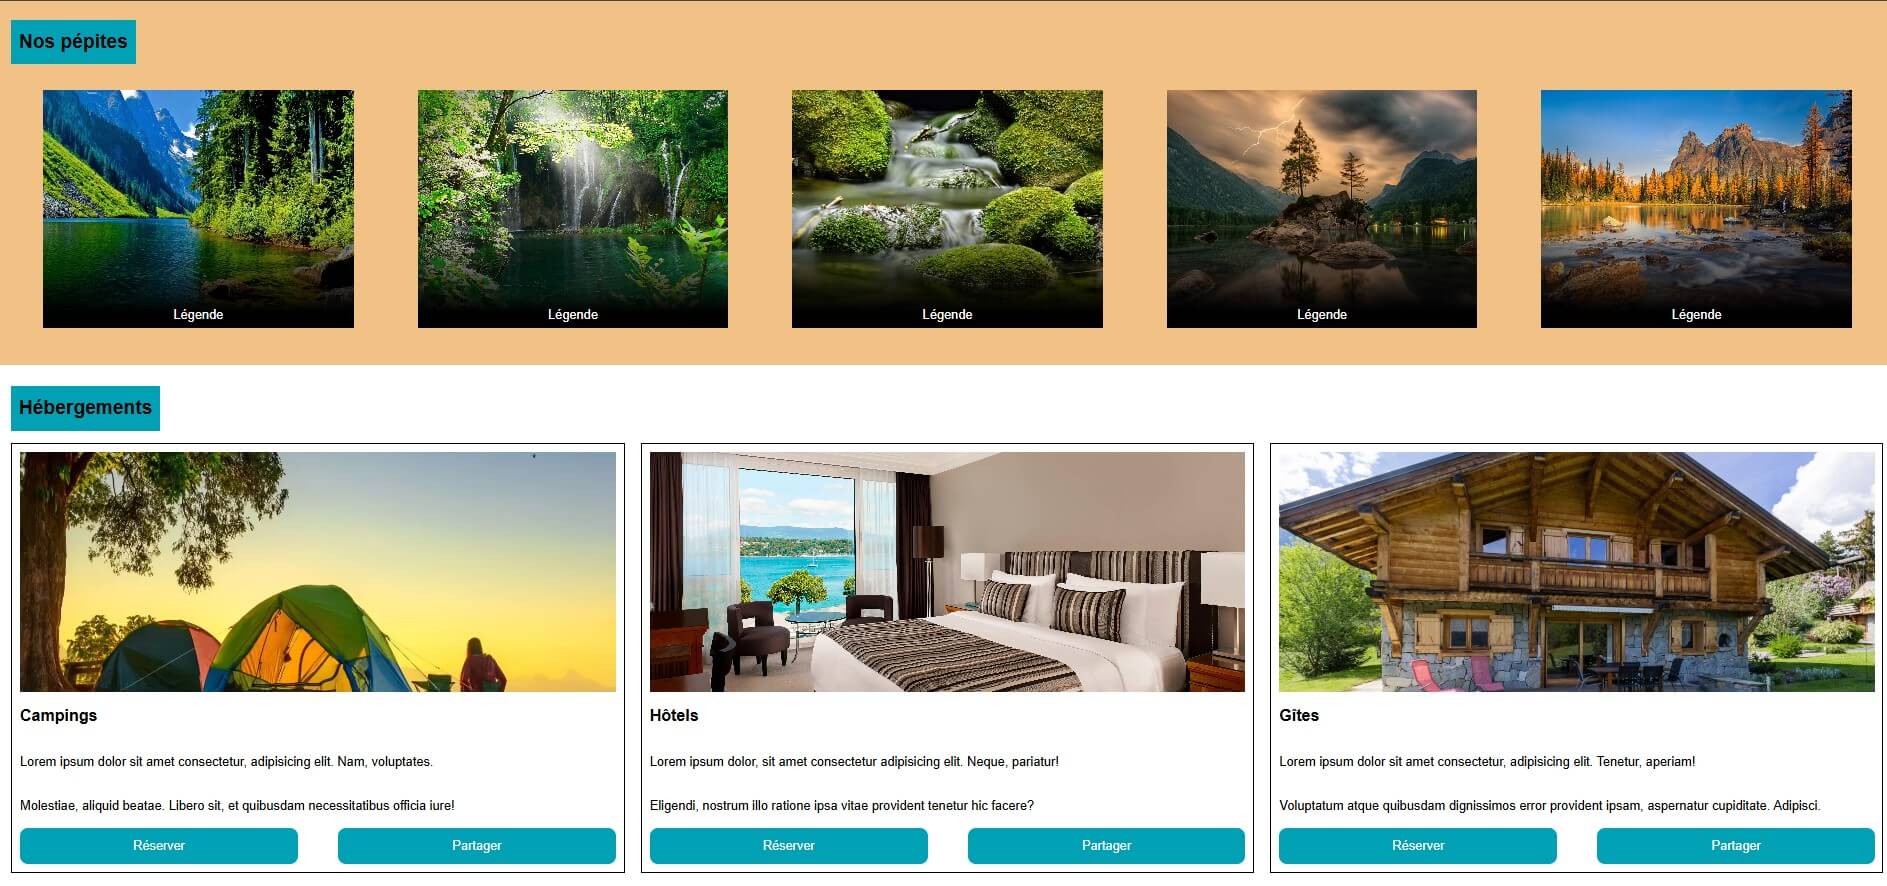 Nos pépites
Légende
Légende
Légende
Légende
Légende
Hébergements
Campings
Lorem ipsum dolor sit amet consectetur, adipisicing elit. Nam, voluptates.
Molestiae, aliquid beatae. Libero sit, et quibusdam necessitatibus officia iure!
Réserver
Partager
Hôtels
Lorem ipsum dolor, sit amet consectetur adipisicing elit. Neque, pariatur!
Eligendi, nostrum illo ratione ipsa vitae provident tenetur hic facere?
Réserver
Partager
Gîtes
Lorem ipsum dolor sit amet consectetur, adipisicing elit. Tenetur, aperiam!
Voluptatum atque quibusdam dignissimos error provident ipsam, aspernatur cupiditate. Adipisci.
Réserver
Partager